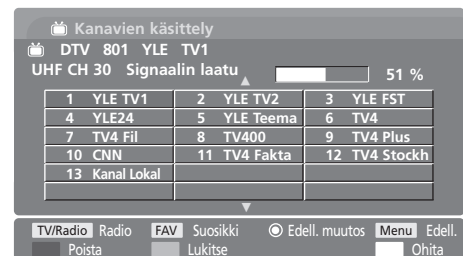 Kanavien käsittely
DTV 801 YLE TV1
UHF CH 30 Signaalin laatu 51 %
1 YLE TV1 2 YLE TV2 3 YLE FST
4 YLE24 5 YLE Teema 6 TV4
7 TV4 Fil 8 TV400 9 TV4 Plus
10 CNN 11 TV4 Fakta 12 TV4 Stockh
13 Kanal Lokal
TV/Radio Radio FAV Suosikki Edell. muutos Menu Edell.
Poista Lukitse Ohita